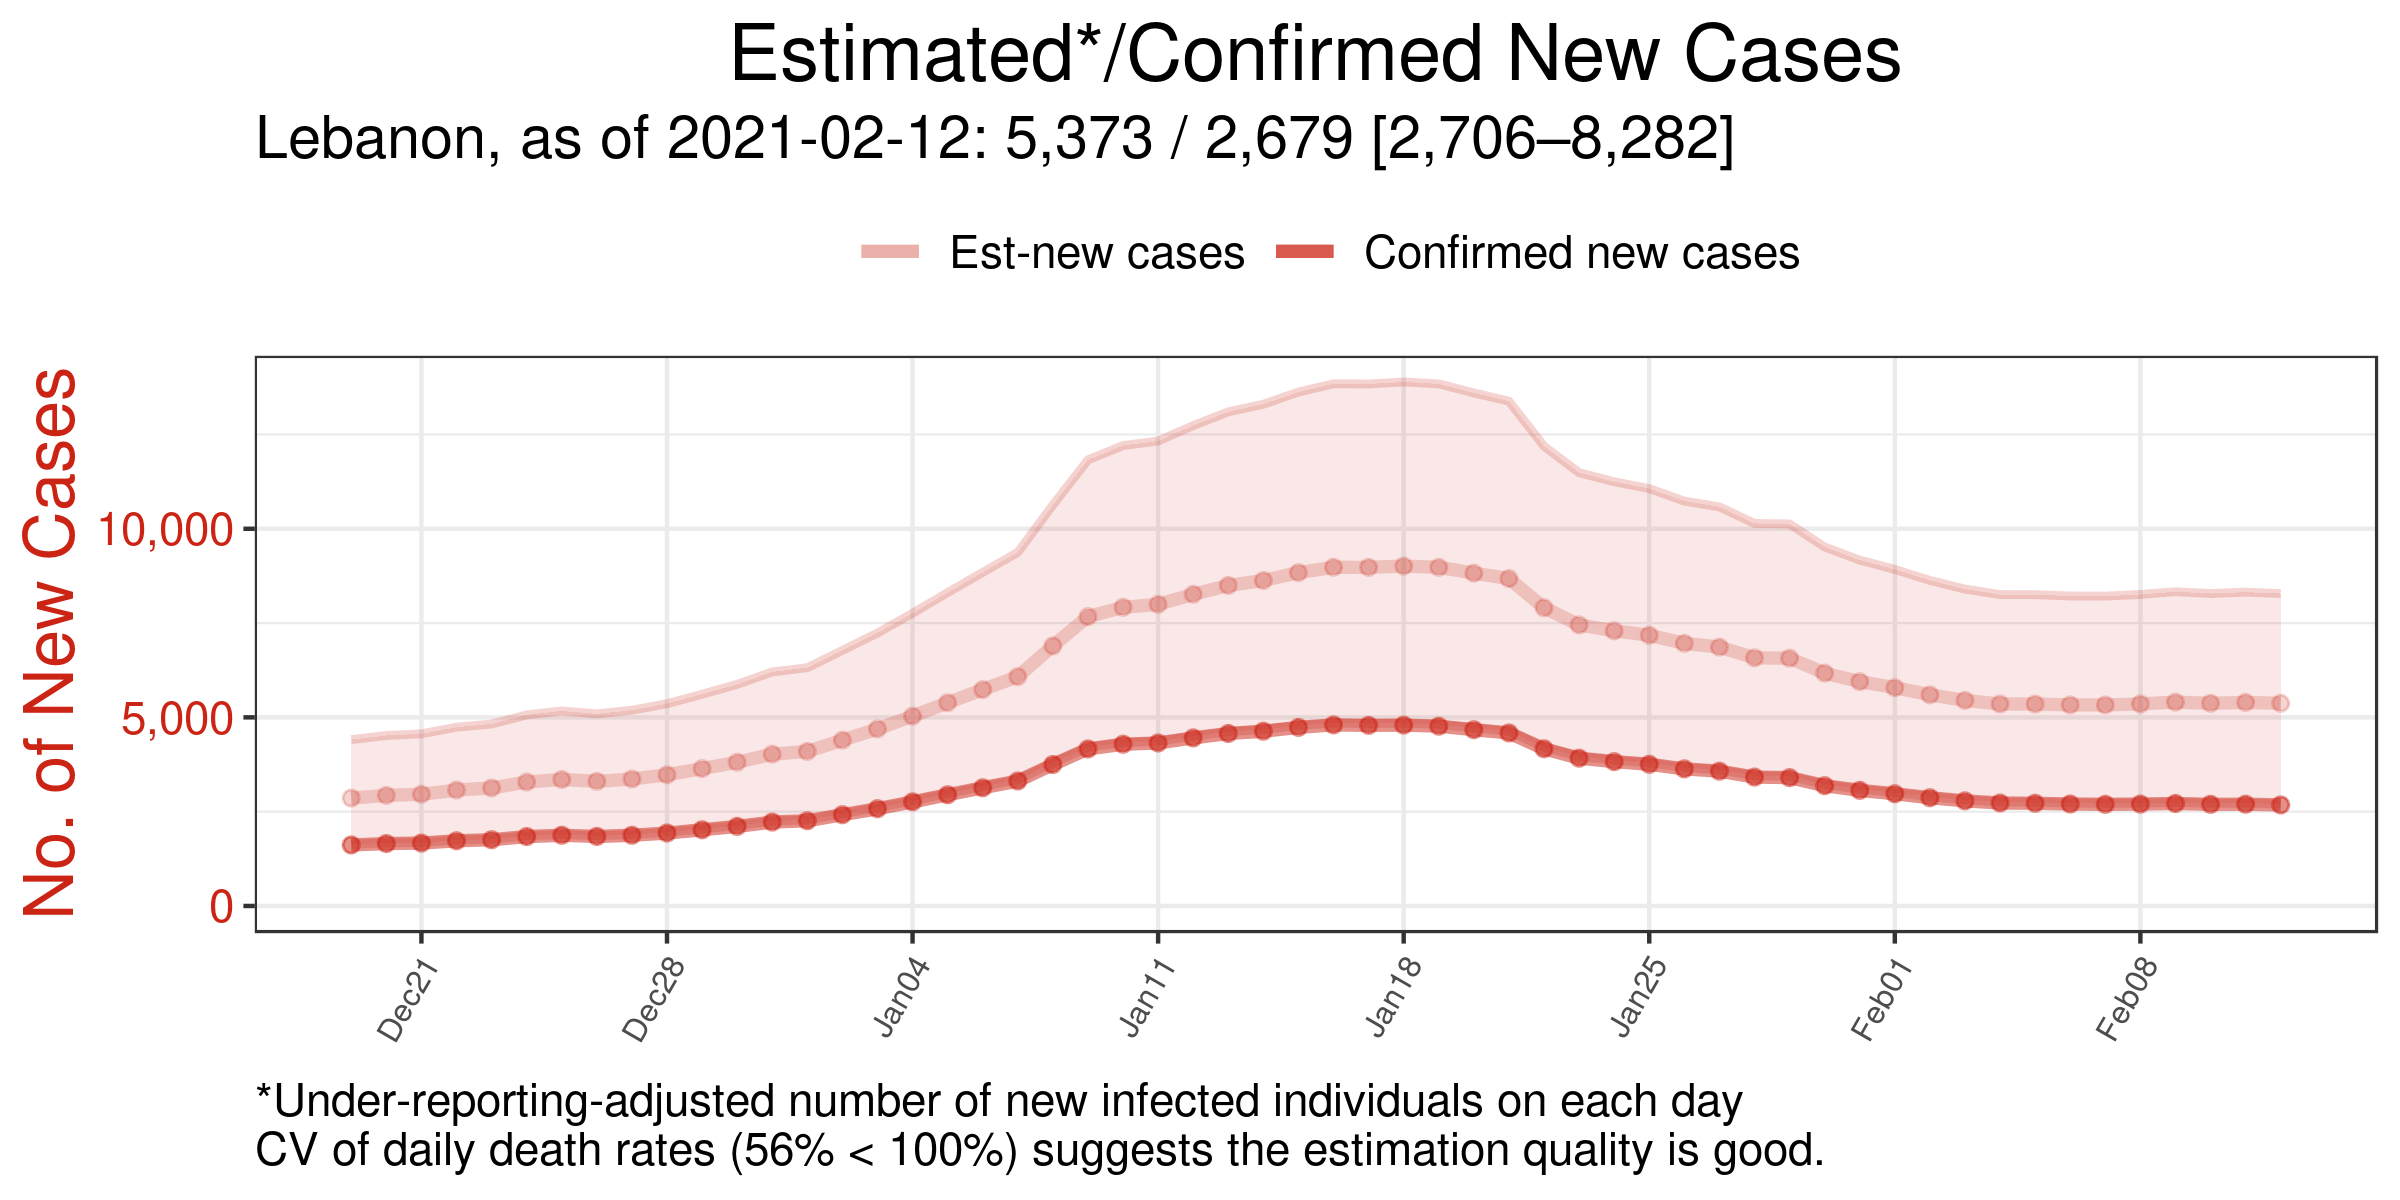 Estimated*/Confirmed New Cases
Lebanon, as of 2021-02-12: 5,373 / 2,679 [2,706–8,282]
Est-new cases
Confirmed new cases
No. of New Cases
10,000
5,000
0
Dec21
Dec28
Jan04
Jan11
Jan18
Jan25
Feb01
Feb08
*Under-reporting-adjusted number of new infected individuals on each day
CV of daily death rates (56% < 100%) suggests the estimation quality is good.